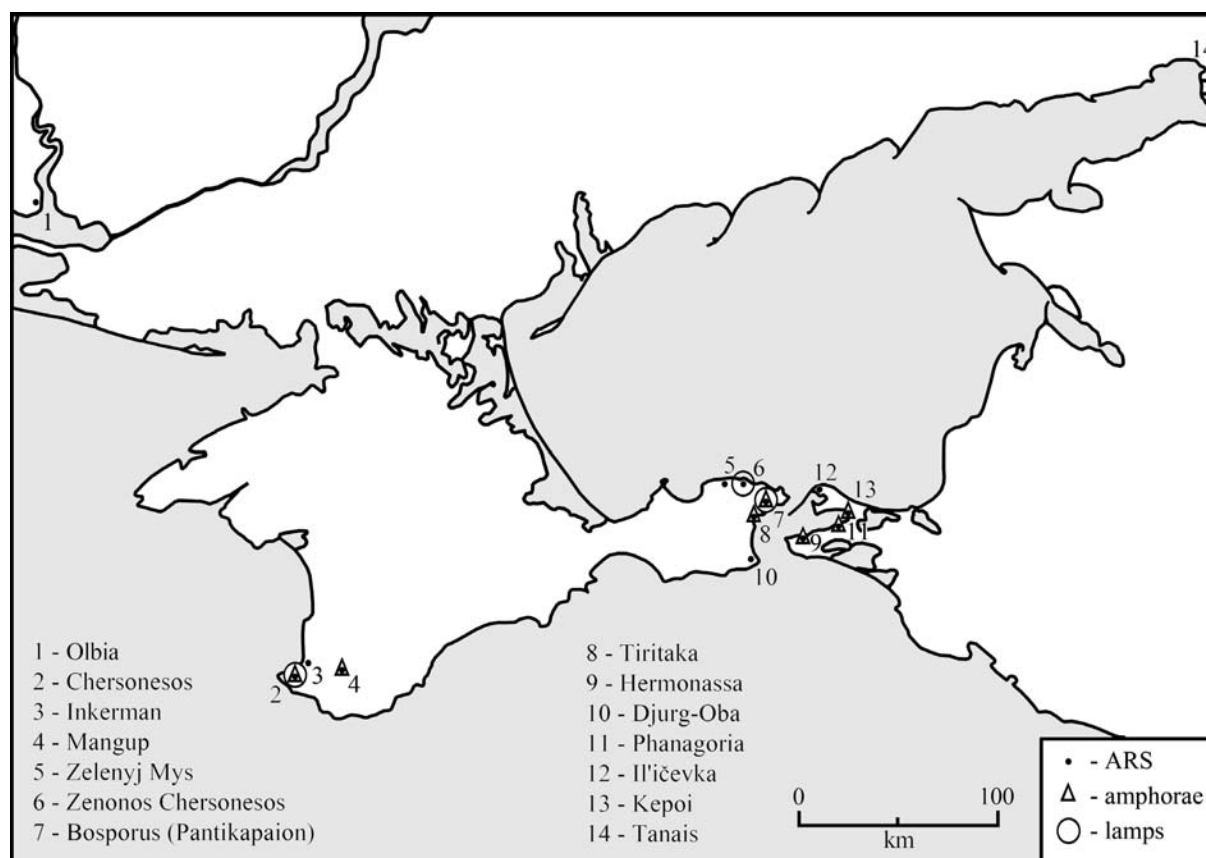 14
1
5
6
12
13
7
8
9
11
10
2
3
4
1 - Olbia
2 - Chersonesos
3 - Inkerman
4 - Mangup
5 - Zelenyj Mys
6 - Zenonos Chersonesos
7 - Bosporus (Pantikapaion)
8 - Tiritaka
9 - Hermonassa
10 - Djurg-Oba
11 - Phanagoria
12 - Il'ičevka
13 - Kepoi
14 - Tanais
0 100
km
- ARS
- amphorae
- lamps